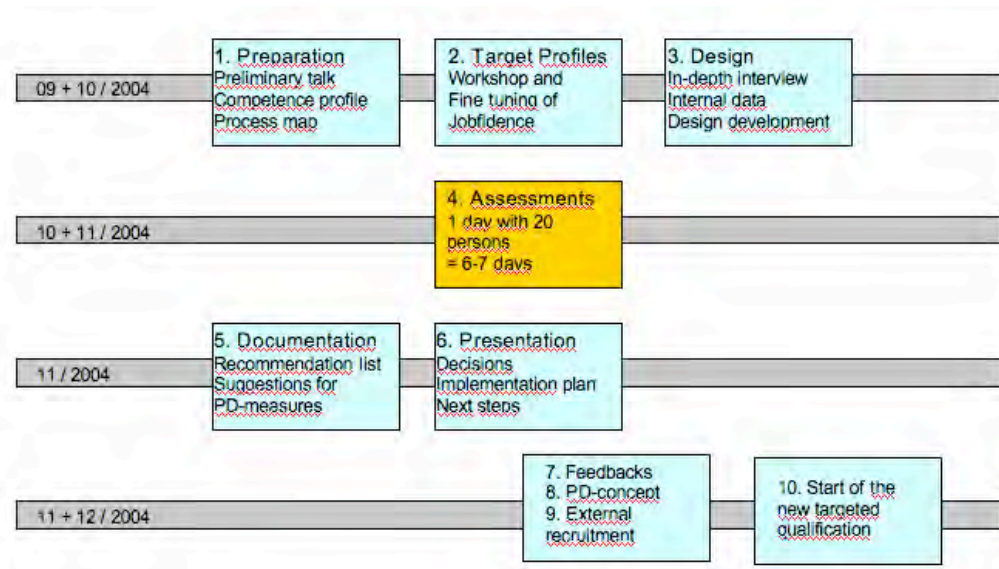 09 + 10 / 2004
1. Preparation
Preliminary talk
Competence profile
Process map
2. Target Profiles
Workshop and
Fine tuning of
Jobfidence
3. Design
In-depth interview
Internal data
Design development
10 + 11 / 2004
4. Assessments
1 day with 20
persons
= 6-7 days
11 / 2004
5. Documentation
Recommendation list
Suggestions for
PD-measures
6. Presentation
Decisions
Implementation plan
Next steps
11 + 12 / 2004
7. Feedbacks
8. PD-concept
9. External
recruitment
10. Start of the
new targeted
qualification